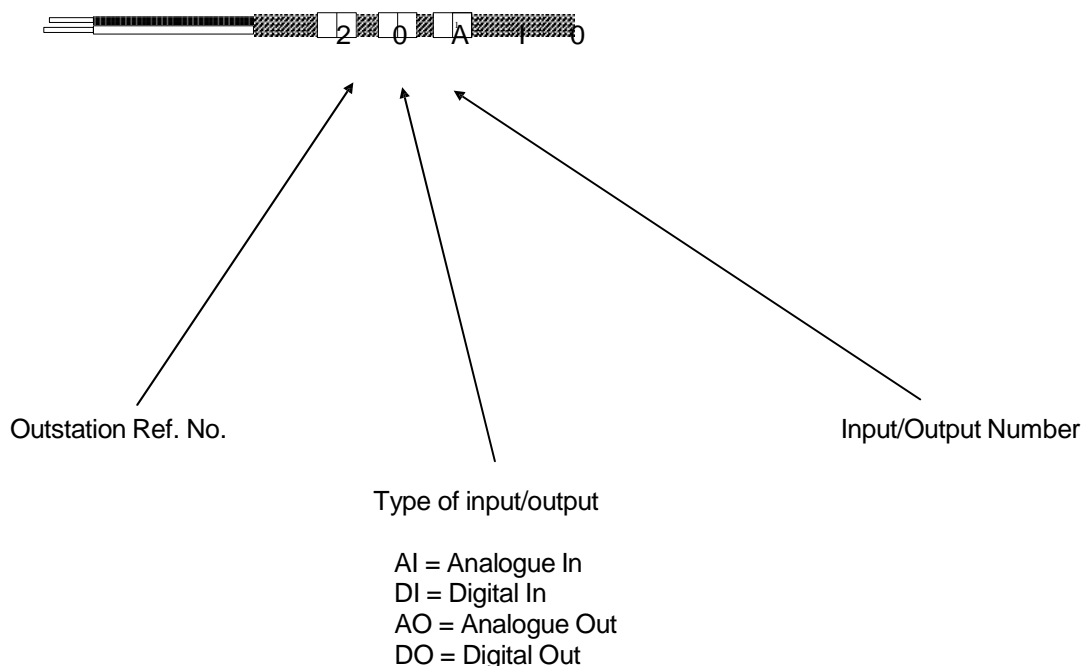 2 0 A I 0
Outstation Ref. No.
Input/Output Number
Type of input/output
AI = Analogue In
DI = Digital In
AO = Analogue Out
DO = Digital Out